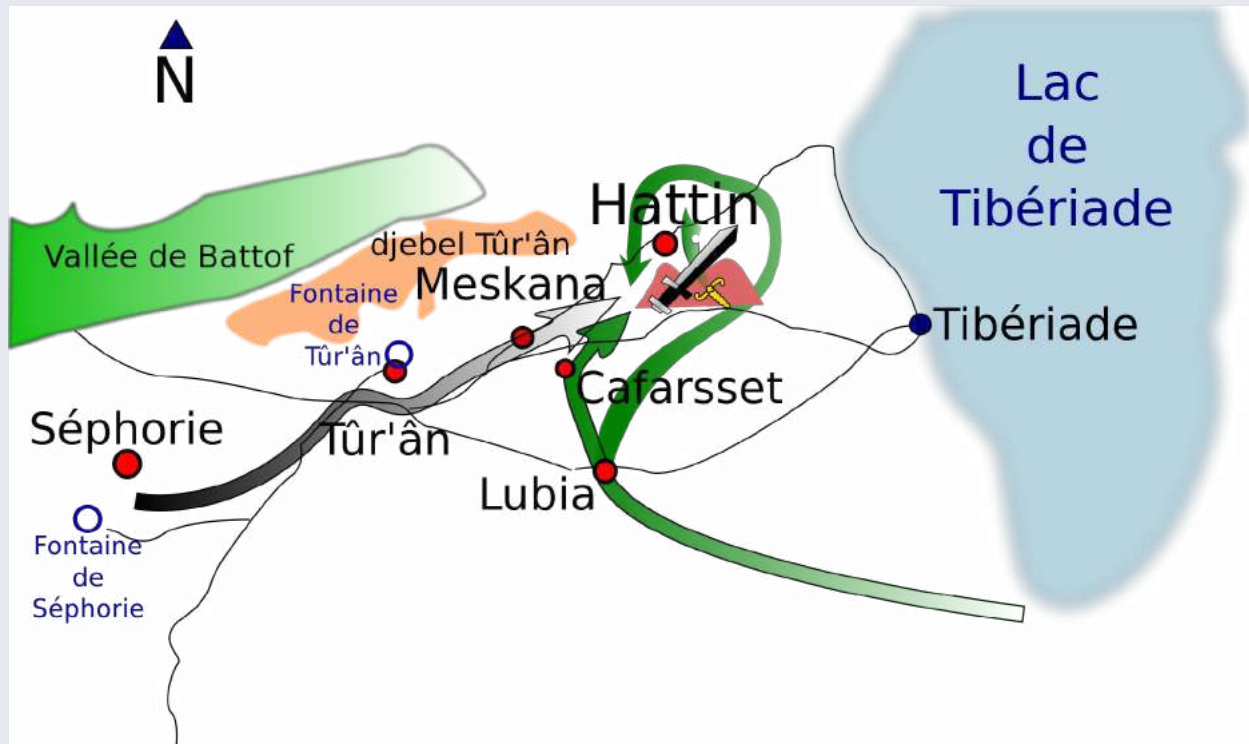 N
Lac
de
Tibériade
Hattin
Vallée de Battof
djebel Tûr'ân
Meskana
Fontaine
de
Tûr'ân
Tibériade
Cafarsset
Séphorie
Tûr'ân
Lubia
Fontaine
de
Séphorie